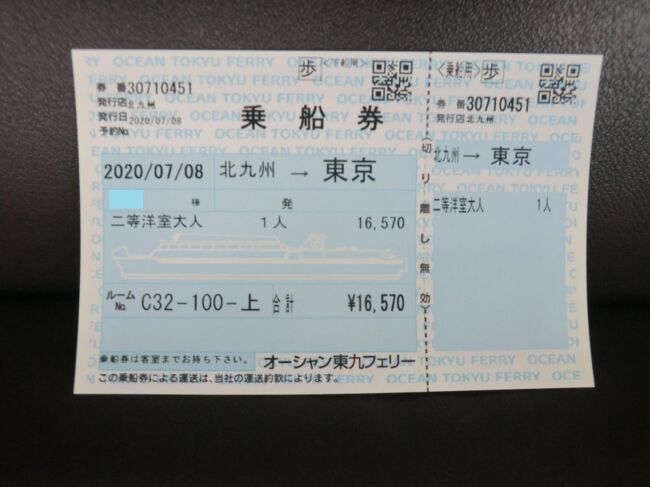 OCEAN TOKYU FERRY
歩 <下船用>
券 番 30710451
発行店 北九州
発行日 2020/07/08
予約No.
乗船券
2020/07/08 北九州 → 東京
様 発
二等洋室大人 1人 16,570
ルームNo. C32-100-上 合計 ¥16,570
乗船券は客室までお持ち下さい。
オーシャン東九フェリー
この乗船券による運送は、当社の運送約款によります。
切り離し無効
<乗船用> 歩
券 番 30710451
発行店 北九州
北九州 → 東京
二等洋室大人 1人